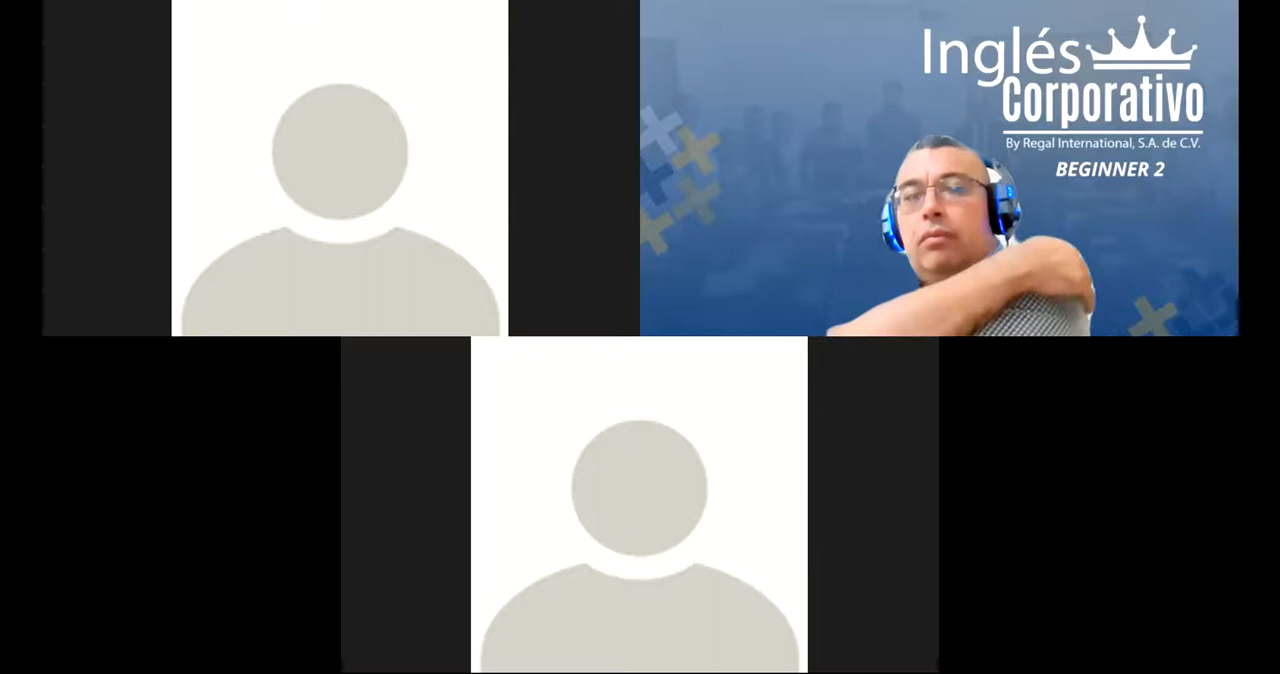 Inglés
Corporativo
By Regal International, S.A. de C.V.
BEGINNER 2